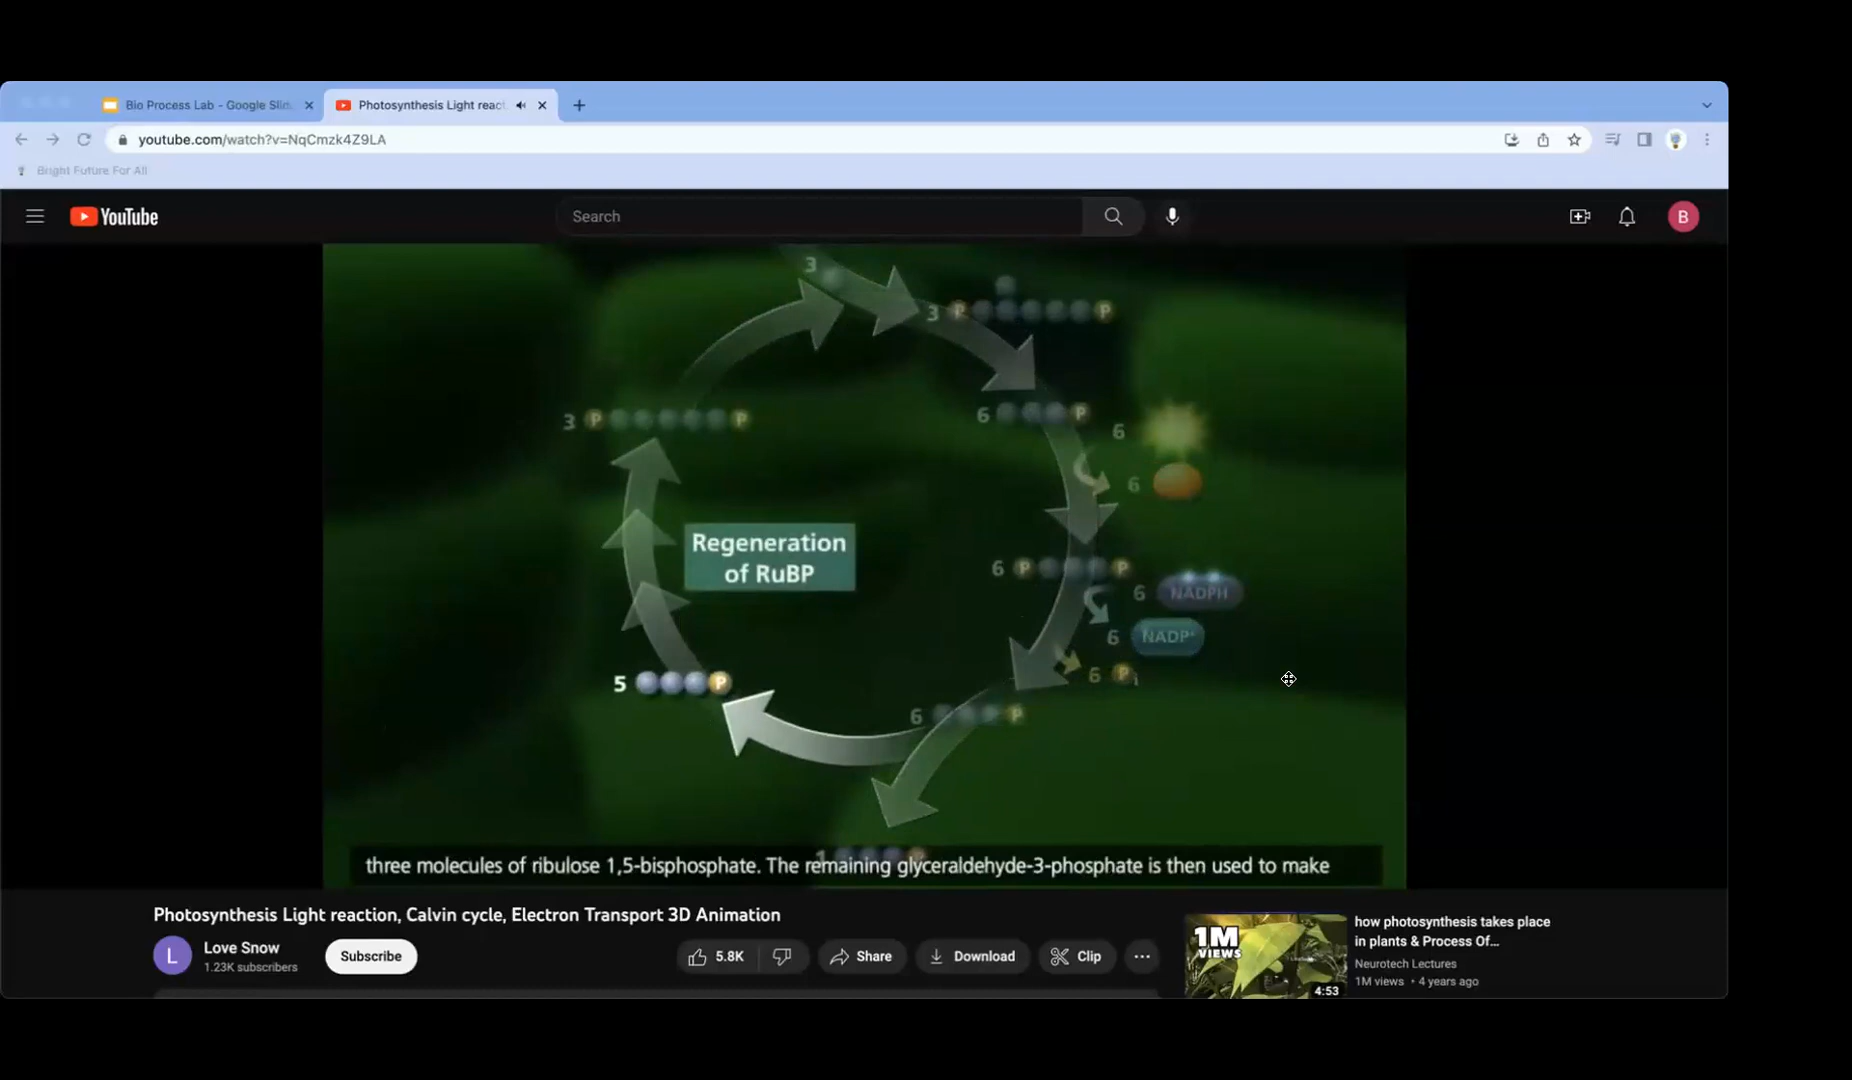 Bio Process Lab - Google Slid
Photosynthesis Light react
youtube.com/watch?v=NqCmzk4Z9LA
Bright Future For All
YouTube
Search
B
3
3 P P
3 P P
6 P
6
6
Regeneration
of RuBP
6 P P
6 NADPH
6 NADP+
6 Pi
5 P
6 P
1
three molecules of ribulose 1,5-bisphosphate. The remaining glyceraldehyde-3-phosphate is then used to make
Photosynthesis Light reaction, Calvin cycle, Electron Transport 3D Animation
L
Love Snow
1.23K subscribers
Subscribe
5.8K
Share
Download
Clip
1M
VIEWS
4:53
how photosynthesis takes place
in plants & Process Of...
Neurotech Lectures
1M views • 4 years ago